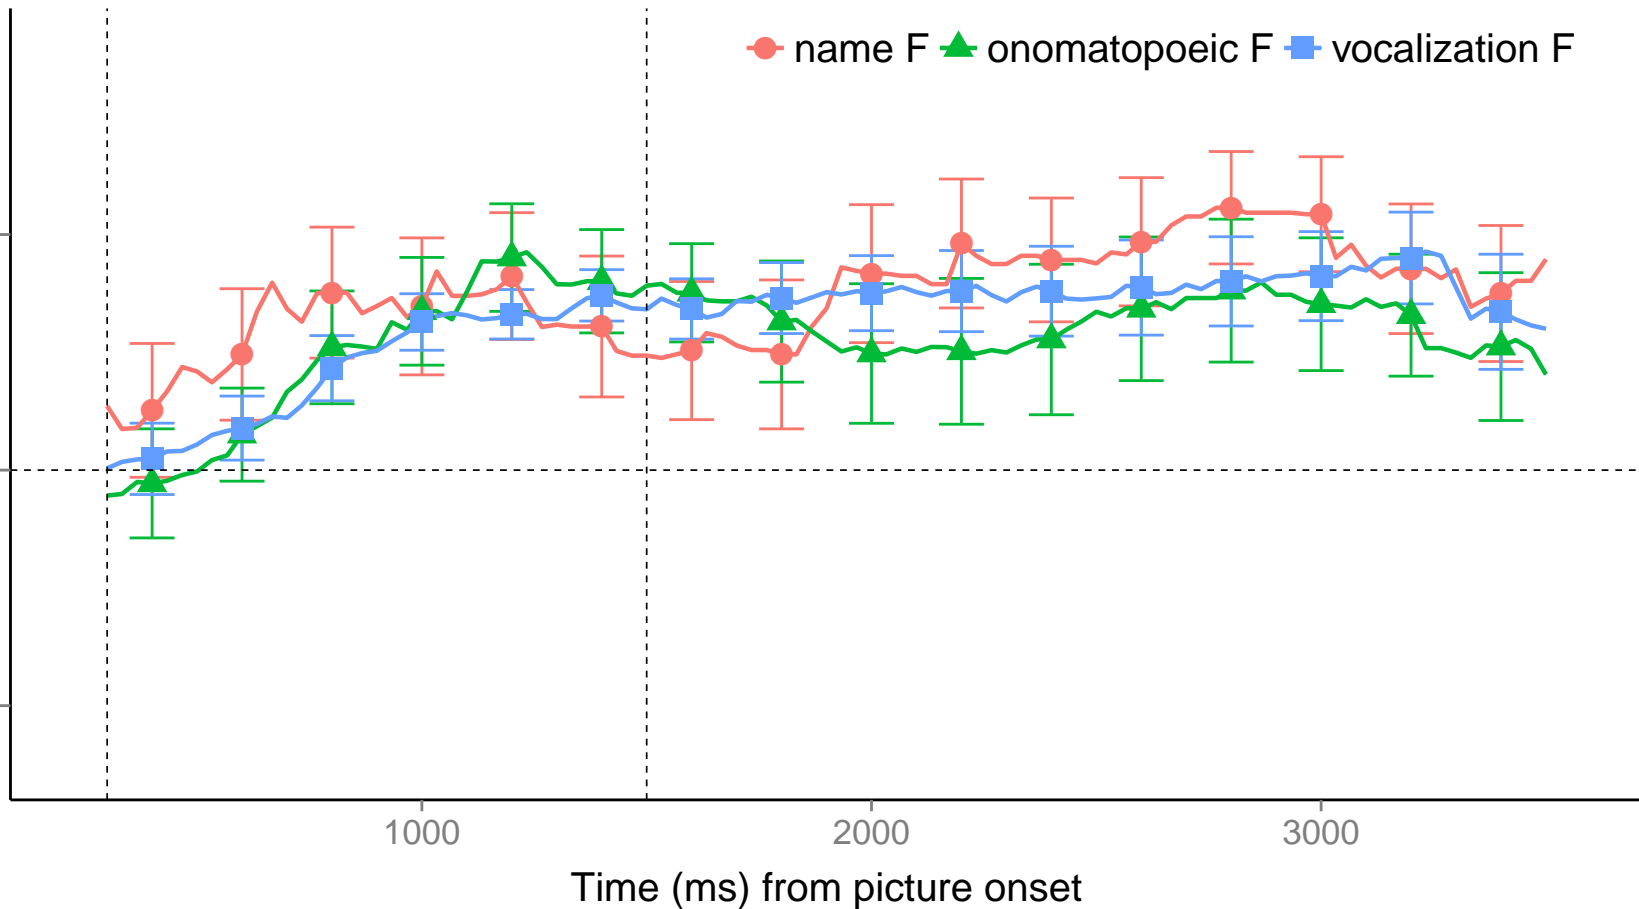 name F onomatopoeic F vocalization F
1000 2000 3000
Time (ms) from picture onset